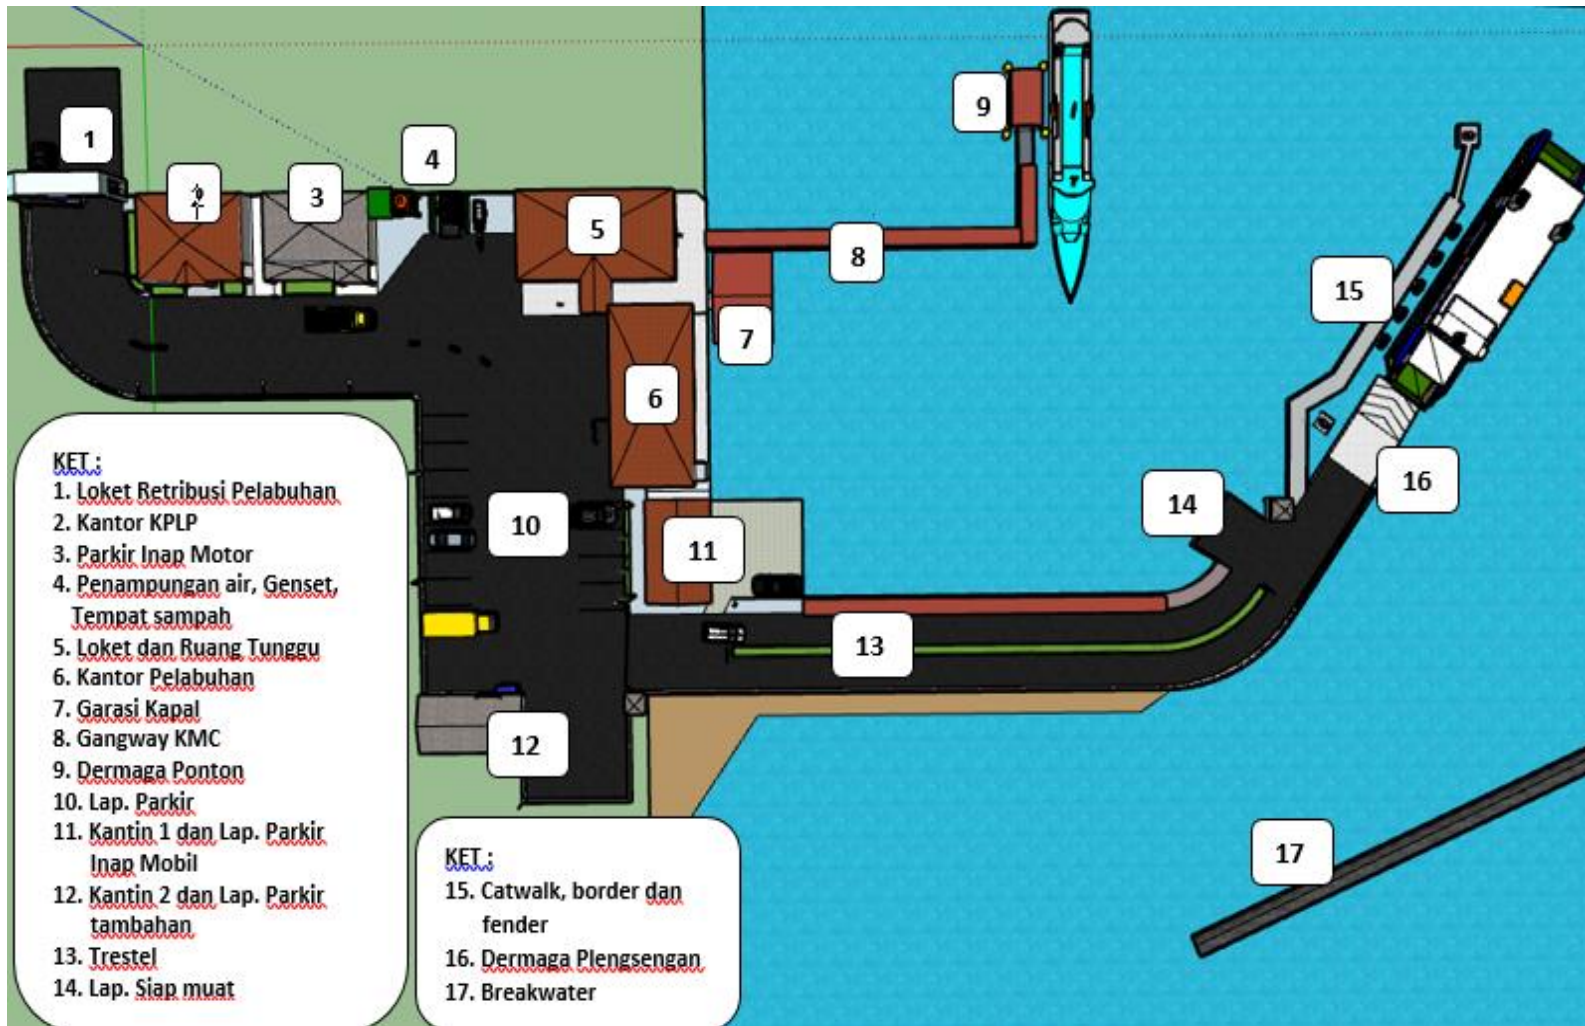 1
2
3
4
5
6
7
8
9
10
11
12
13
14
15
16
17
KET :
1. Loket Retribusi Pelabuhan
2. Kantor KPLP
3. Parkir Inap Motor
4. Penampungan air, Genset,
Tempat sampah
5. Loket dan Ruang Tunggu
6. Kantor Pelabuhan
7. Garasi Kapal
8. Gangway KMC
9. Dermaga Ponton
10. Lap. Parkir
11. Kantin 1 dan Lap. Parkir
Inap Mobil
12. Kantin 2 dan Lap. Parkir
tambahan
13. Trestel
14. Lap. Siap muat
KET :
15. Catwalk, border dan
fender
16. Dermaga Plengsengan
17. Breakwater